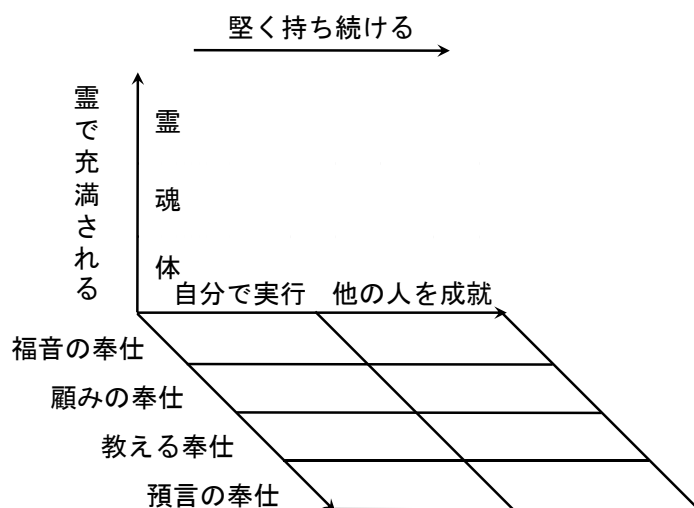 堅く持ち続ける
霊で充満される
霊
魂
体
自分で実行
他の人を成就
福音の奉仕
顧みの奉仕
教える奉仕
預言の奉仕